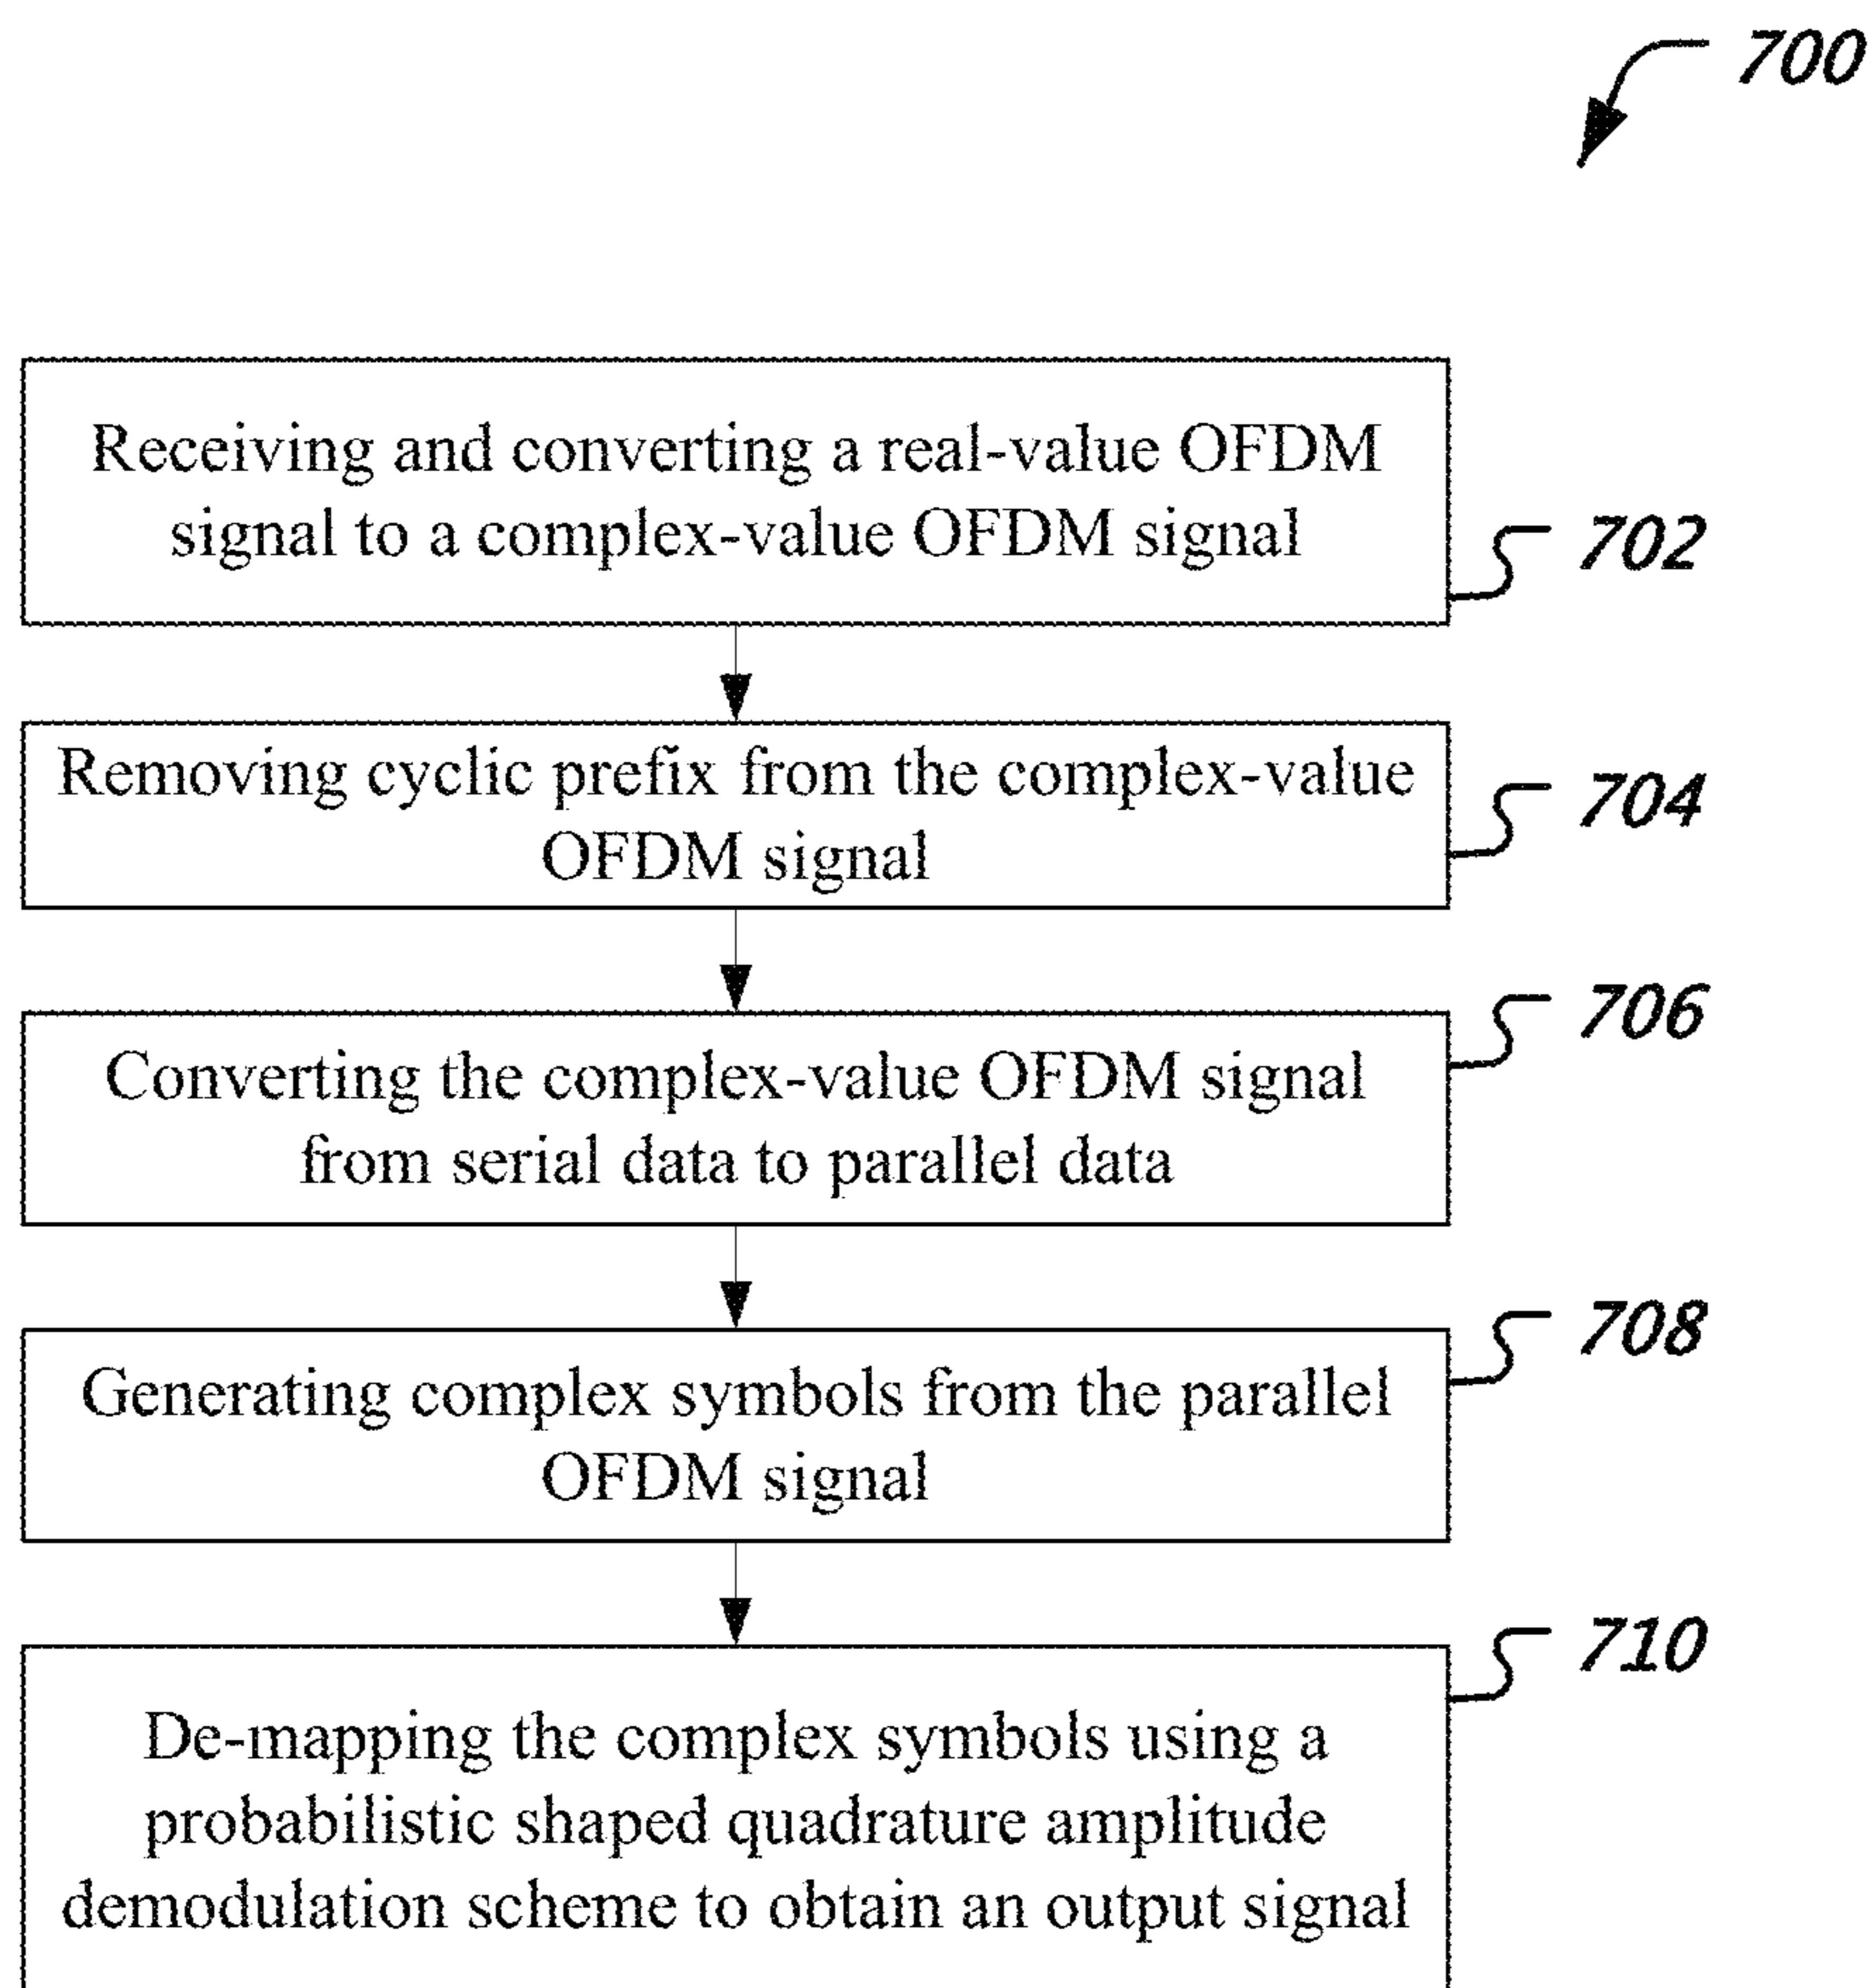 700
Receiving and converting a real-value OFDM
signal to a complex-value OFDM signal
702
Removing cyclic prefix from the complex-value
OFDM signal
704
Converting the complex-value OFDM signal
from serial data to parallel data
706
Generating complex symbols from the parallel
OFDM signal
708
De-mapping the complex symbols using a
probabilistic shaped quadrature amplitude
demodulation scheme to obtain an output signal
710